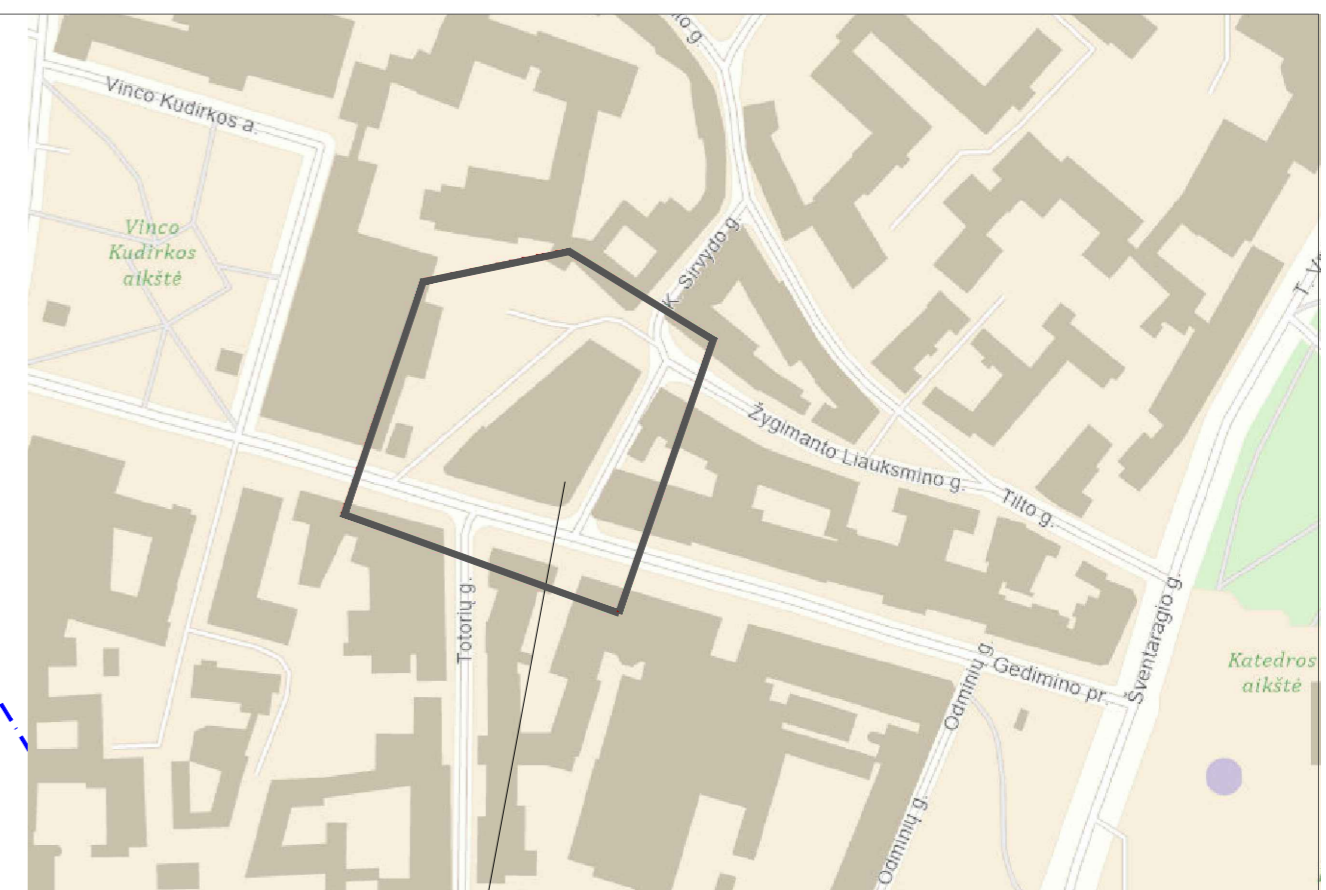 Vinco Kudirkos a.
Vinco
Kudirkos
aikštė
K. Sirvydo g.
Žygimanto Liauksmino g.
Tilto g.
Totorių g.
Šventaragio g.
Gedimino pr.
Odminių g.
Odminių g.
Katedros
aikštė